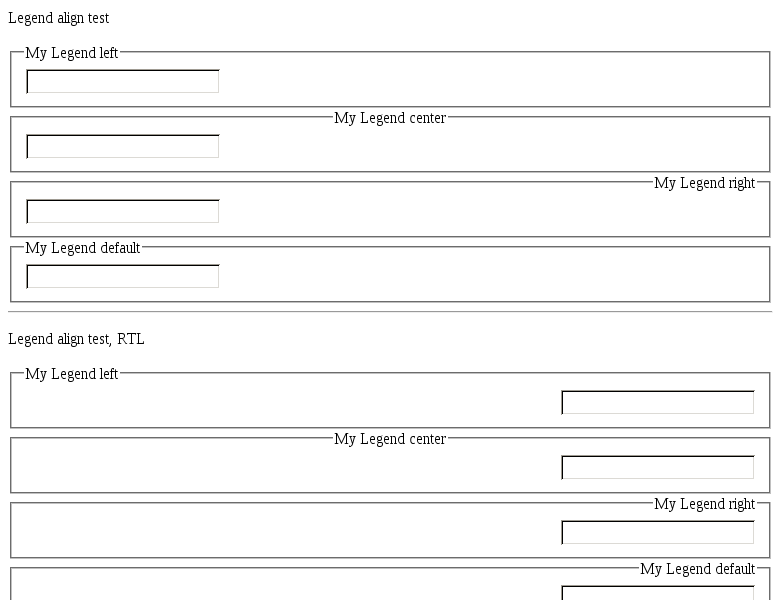 Legend align test
My Legend left
My Legend center
My Legend right
My Legend default
Legend align test, RTL
My Legend left
My Legend center
My Legend right
My Legend default